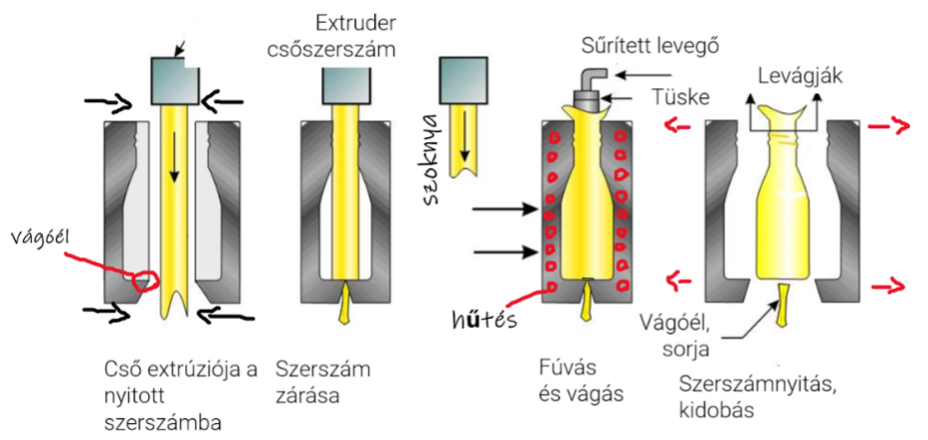 Extruder
csőszerszám
Sűrített levegő
Tüske
Levágják
szoknya
vágóél
hűtés
Vágóél,
sorja
Cső extrúziója a
nyitott
szerszámba
Szerszám
zárása
Fúvás
és vágás
Szerszámnyitás,
kidobás